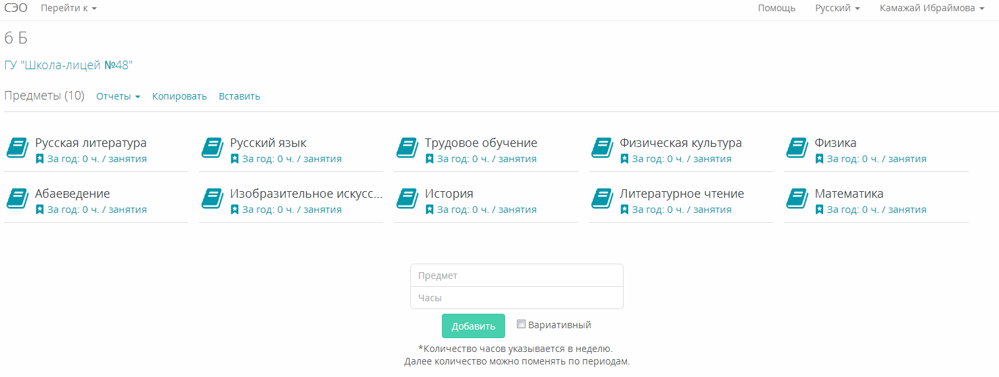 СЭО Перейти к Помощь Русский Камажай Ибраймова
6 Б
ГУ "Школа-лицей №48"
Предметы (10) Отчеты Копировать Вставить
Русская литература Русский язык Трудовое обучение Физическая культура Физика
За год: 0 ч. / занятия За год: 0 ч. / занятия За год: 0 ч. / занятия За год: 0 ч. / занятия За год: 0 ч. / занятия
Абаеведение Изобразительное искусс... История Литературное чтение Математика
За год: 0 ч. / занятия За год: 0 ч. / занятия За год: 0 ч. / занятия За год: 0 ч. / занятия За год: 0 ч. / занятия
Предмет
Часы
Добавить Вариативный
*Количество часов указывается в неделю.
Далее количество можно поменять по периодам.